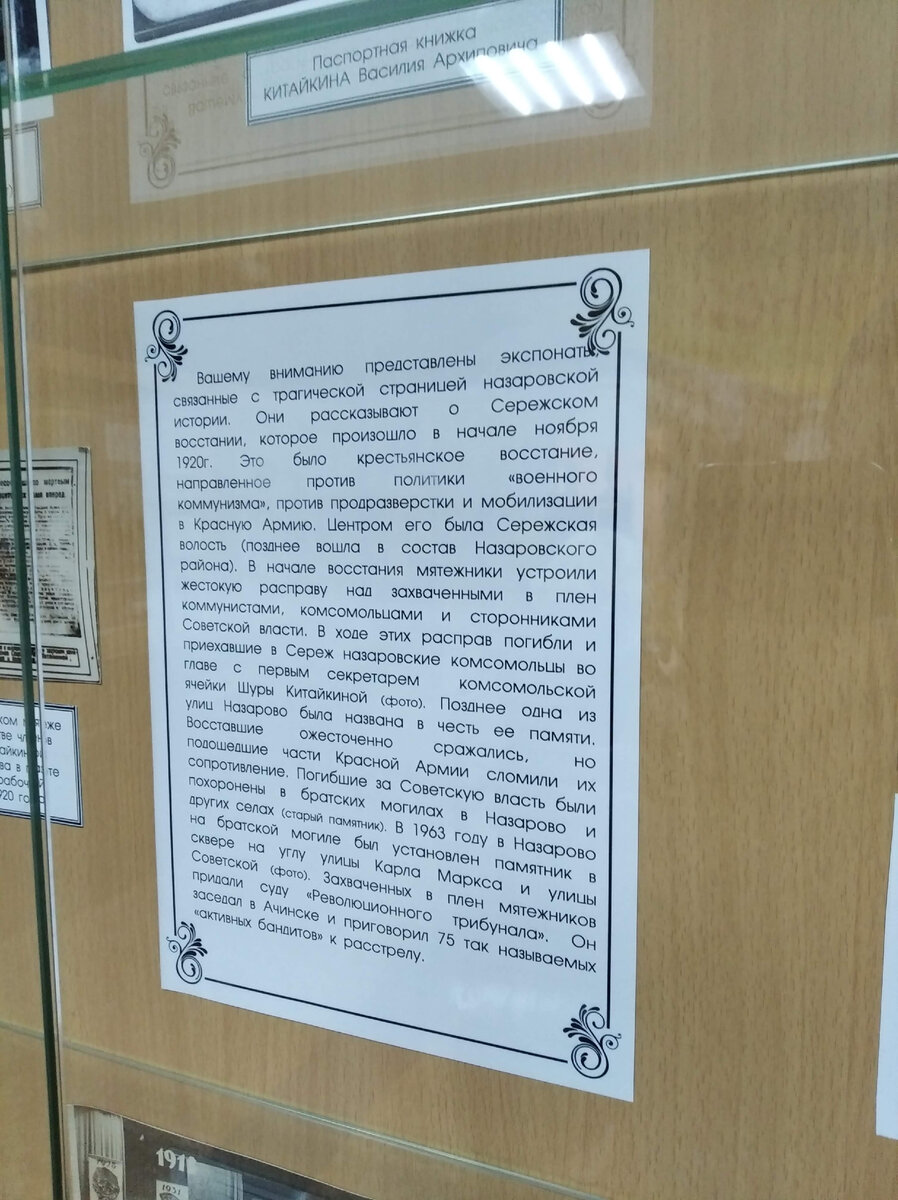 Паспортная книжка
КИТАЙКИНА Василия Архиповича
Вашему вниманию представлены экспонаты,
связанные с трагической страницей назаровской
истории. Они рассказывают о Сережском
восстании, которое произошло в начале ноября
1920г. Это было крестьянское восстание,
направленное против политики «военного
коммунизма», против продразверстки и мобилизации
в Красную Армию. Центром его была Сережская
волость (позднее вошла в состав Назаровского
района). В начале восстания мятежники устроили
жестокую расправу над захваченными в плен
коммунистами, комсомольцами и сторонниками
Советской власти. В ходе этих расправ погибли и
приехавшие в Сереж назаровские комсомольцы во
главе с первым секретарем комсомольской
ячейки Шуры Китайкиной (фото). Позднее одна из
улиц Назарово была названа в честь ее памяти.
Восставшие ожесточенно сражались, но
подошедшие части Красной Армии сломили их
сопротивление. Погибшие за Советскую власть были
похоронены в братских могилах в Назарово и
других селах (старый памятник). В 1963 году в Назарово
на братской могиле был установлен памятник в
сквере на углу улицы Карла Маркса и улицы
Советской (фото). Захваченных в плен мятежников
придали суду «Революционного трибунала». Он
заседал в Ачинске и приговорил 75 так называемых
«активных бандитов» к расстрелу.
1931